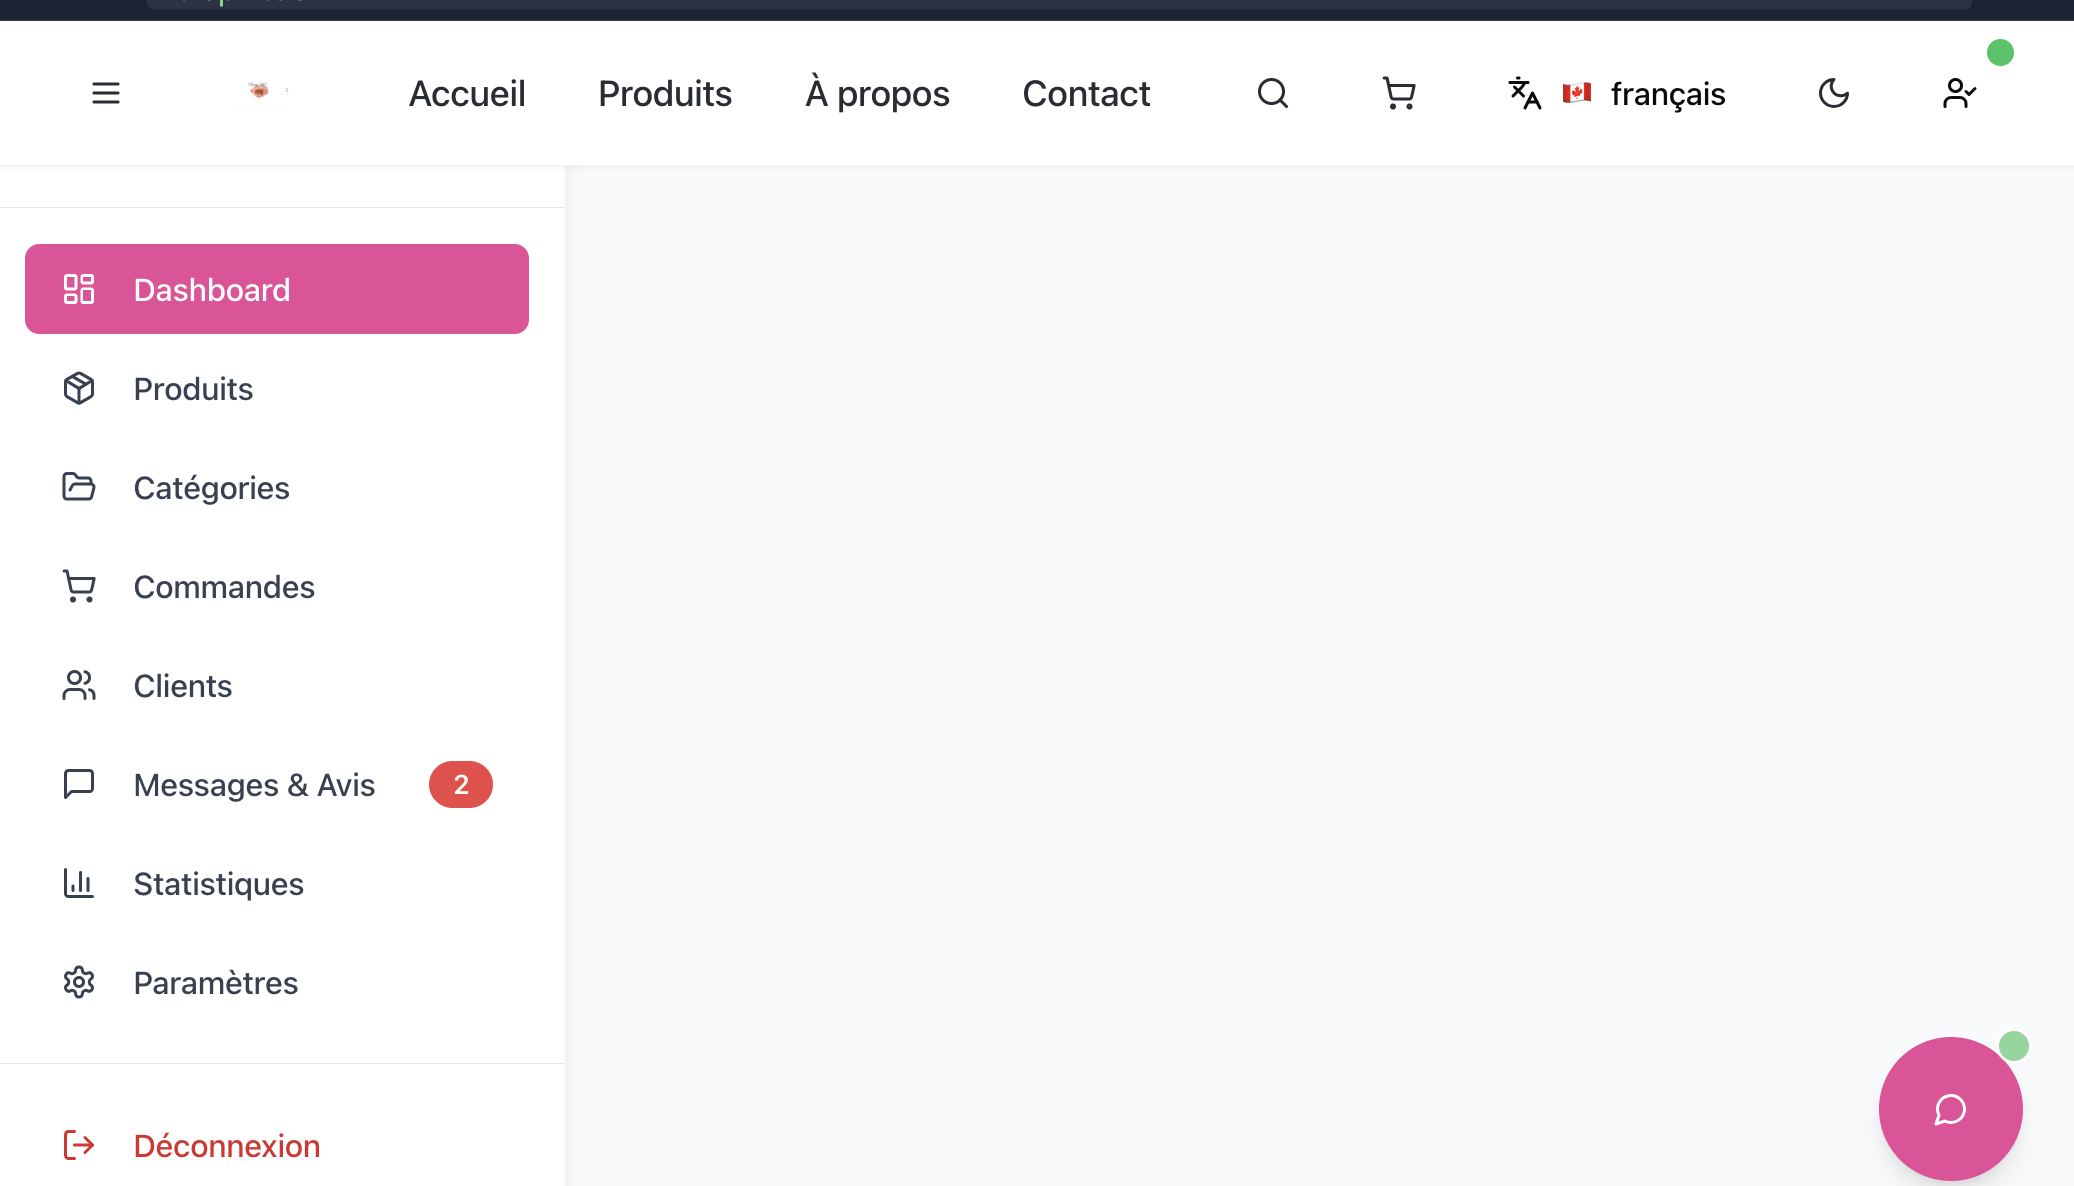 Accueil
Produits
À propos
Contact
français
Dashboard
Produits
Catégories
Commandes
Clients
Messages & Avis
2
Statistiques
Paramètres
Déconnexion